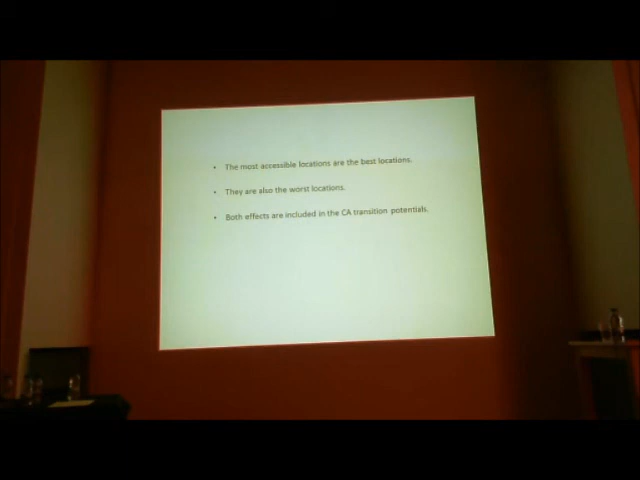 • The most accessible locations are the best locations.
• They are also the worst locations.
• Both effects are included in the CA transition potentials.